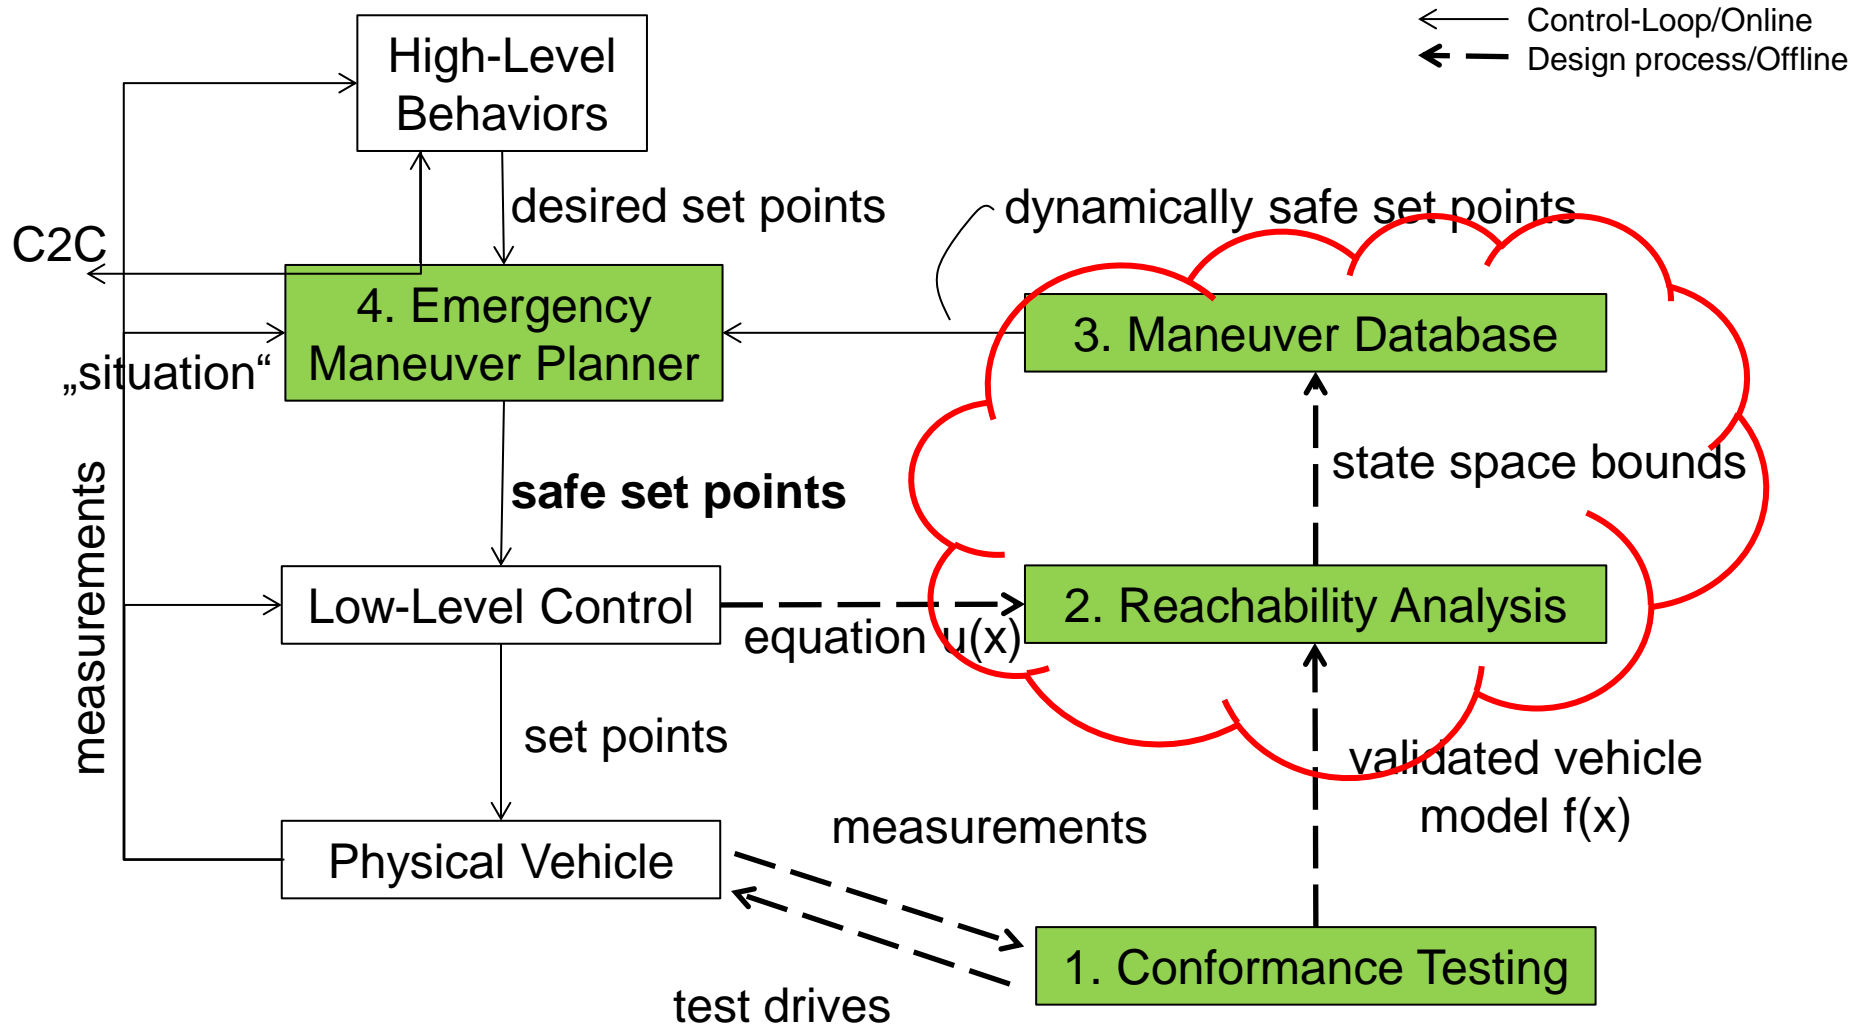 Control-Loop/Online
Design process/Offline
High-Level
Behaviors
desired set points
dynamically safe set points
C2C
4. Emergency
Maneuver Planner
3. Maneuver Database
„situation“
state space bounds
safe set points
measurements
Low-Level Control
equation u(x)
2. Reachability Analysis
set points
validated vehicle
model f(x)
measurements
Physical Vehicle
1. Conformance Testing
test drives